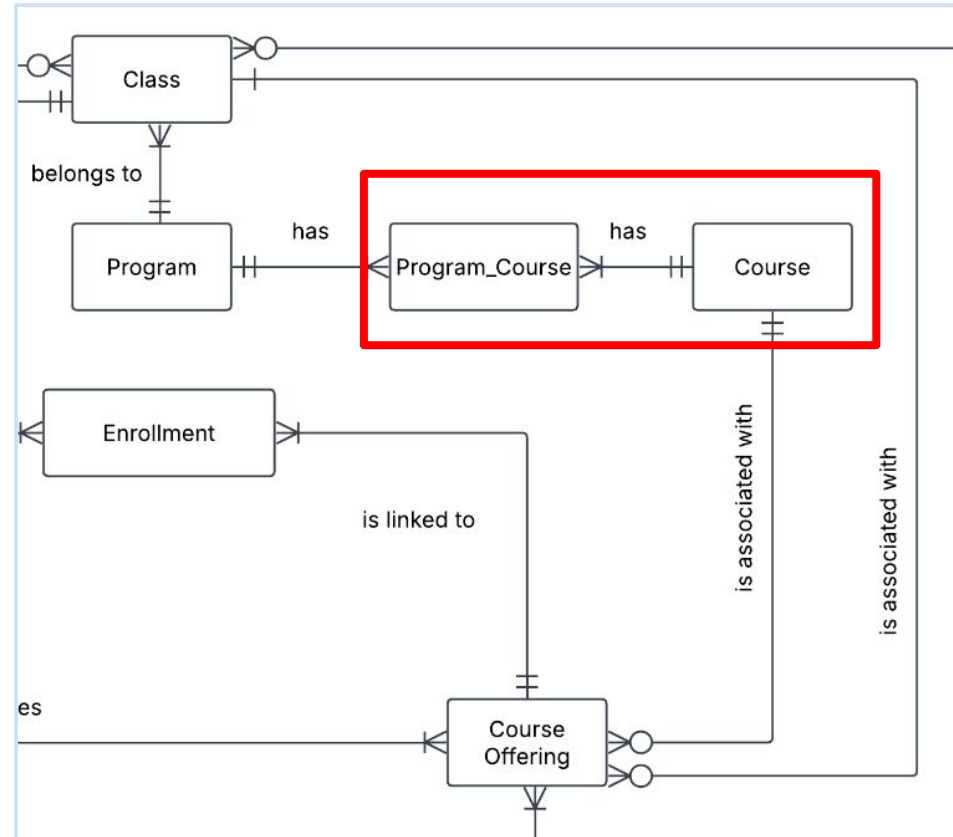 Class
belongs to
has
has
Program
Program_Course
Course
Enrollment
is linked to
is associated with
is associated with
es
Course
Offering